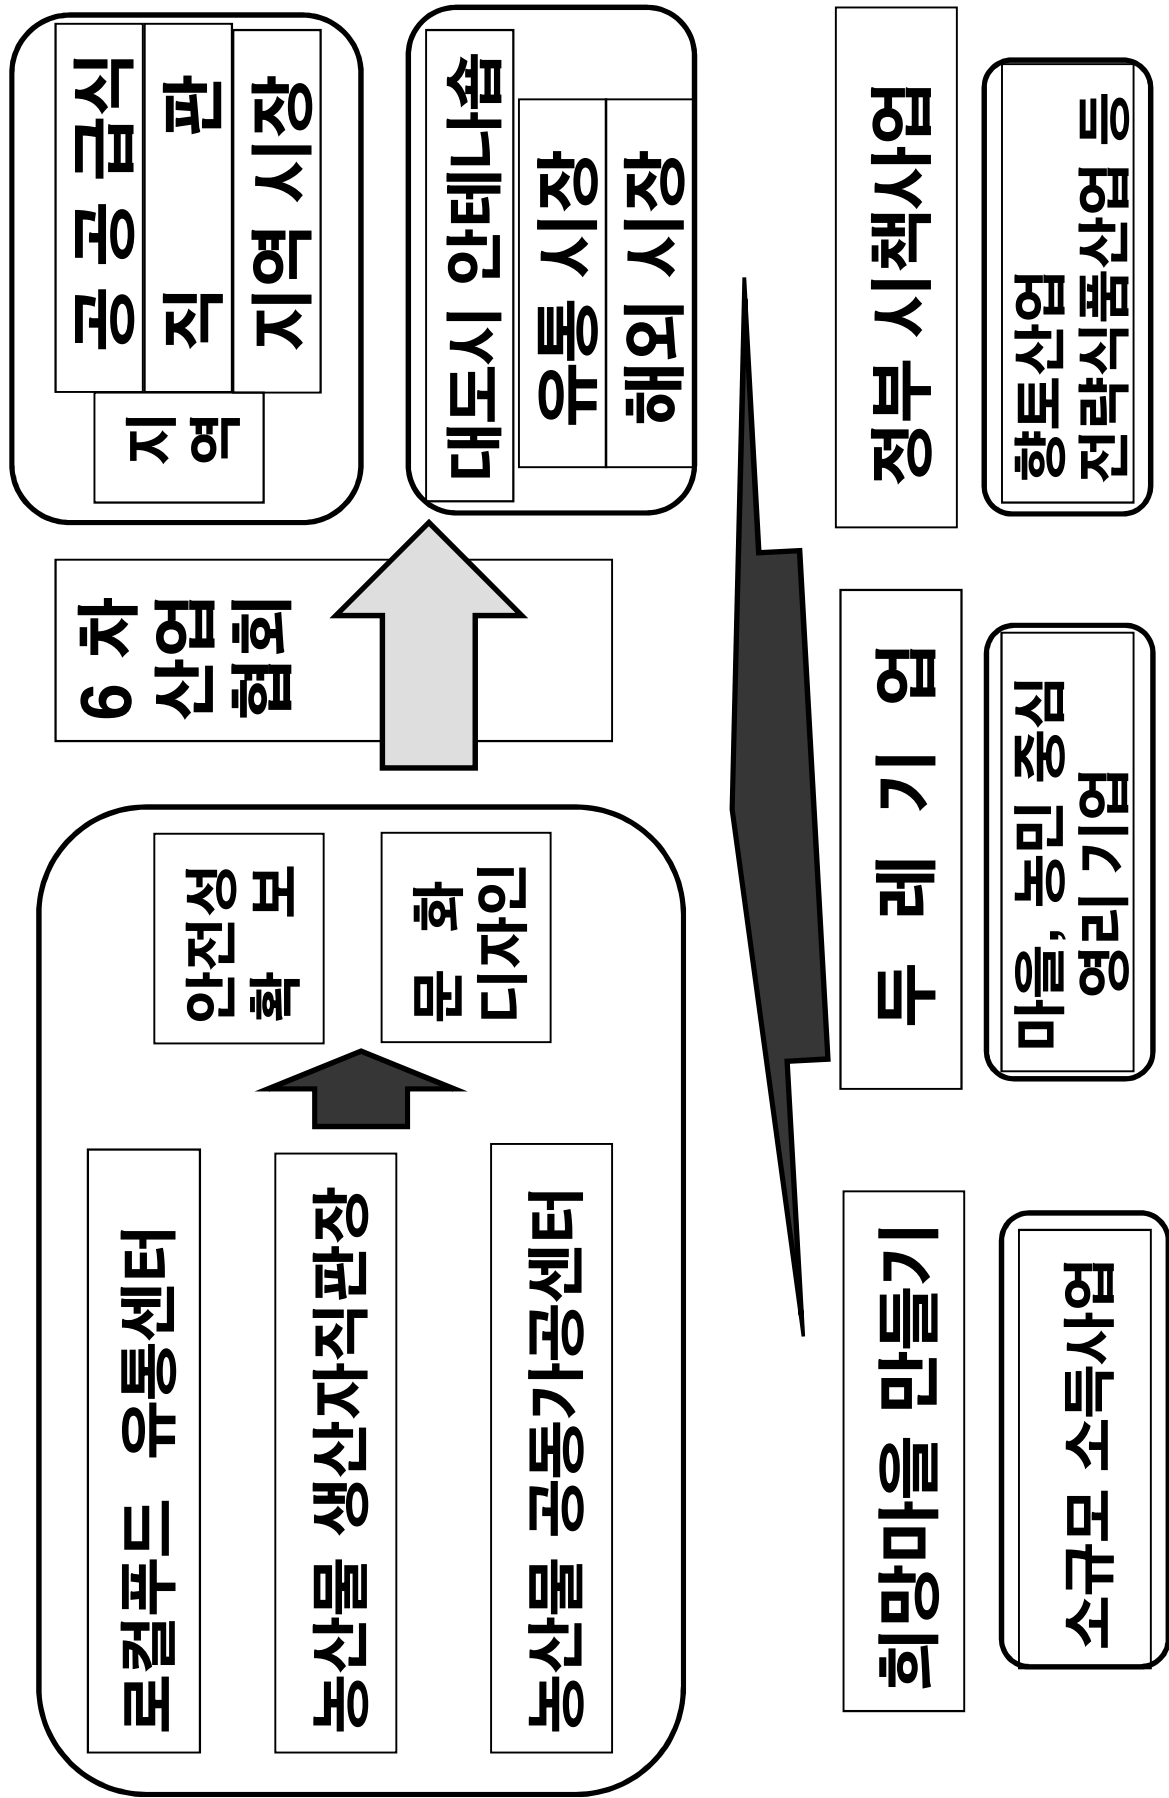 로컬푸드 유통센터
농산물 생산자직판장
농산물 공동가공센터
안전성
확 보
문 화
디자인
6 차
산업
협회
지
역
공 공 급식
직 판
지역 시장
대도시 안테나숍
유통 시장
해외 시장
희망마을 만들기
두 레 기 업
정부 시책사업
소규모 소득사업
마을, 농민 중심
영리 기업
향토산업
전략식품산업 등